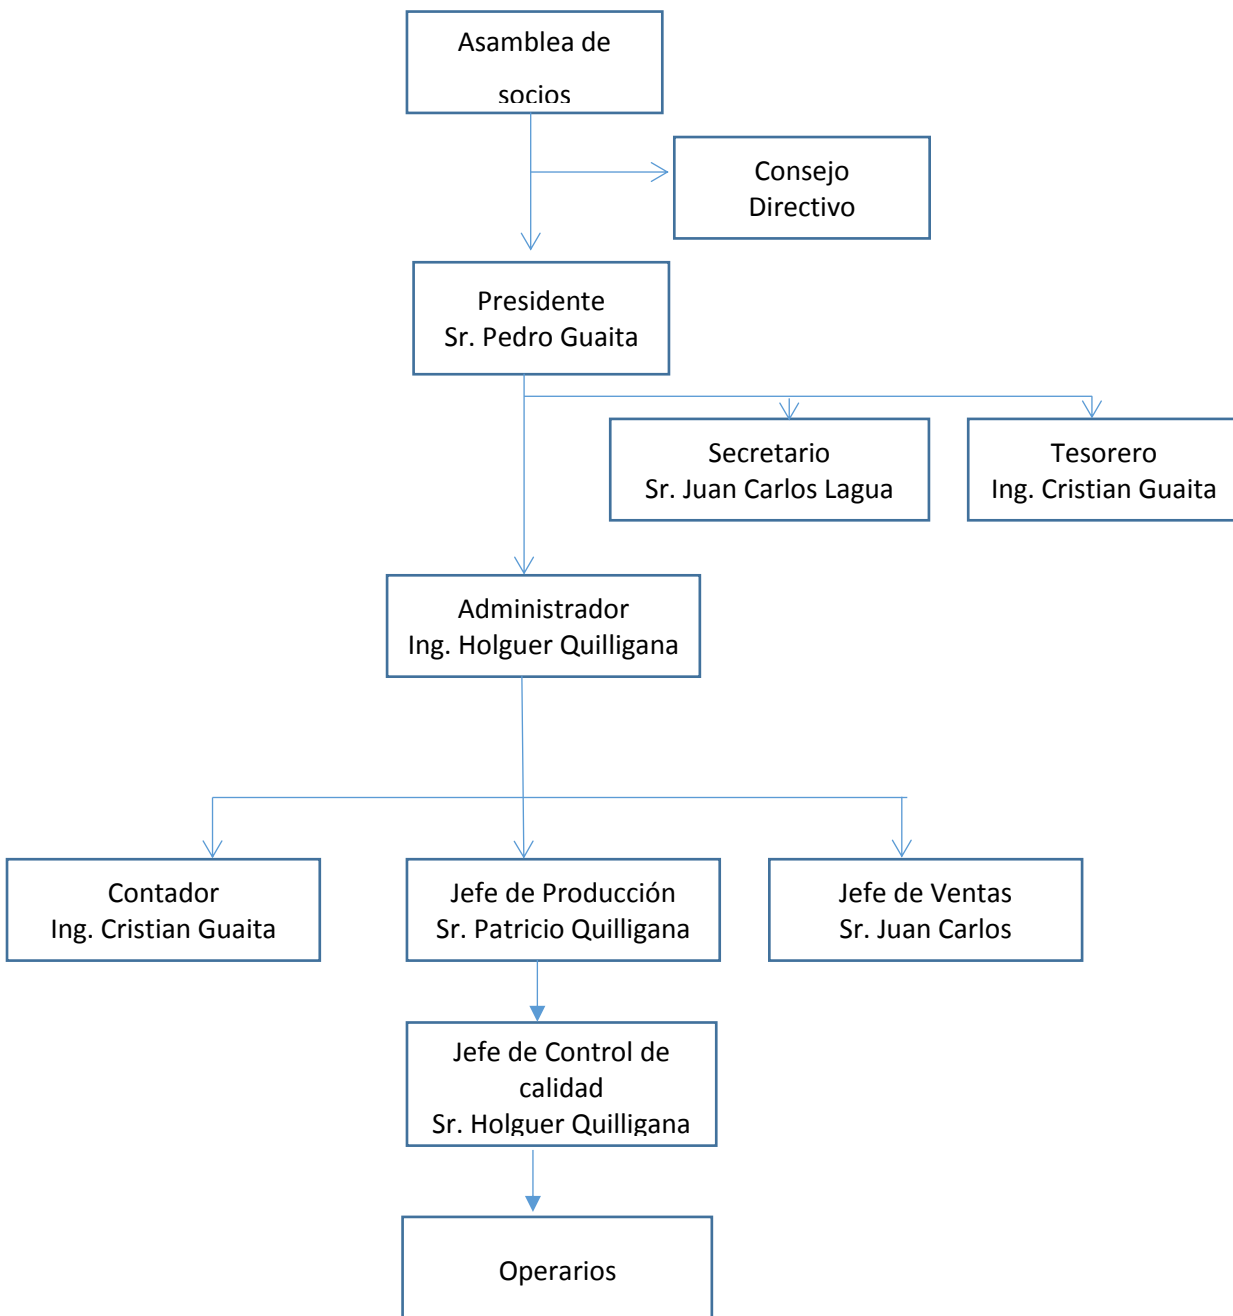 Asamblea de
socios
Consejo
Directivo
Presidente
Sr. Pedro Guaita
Secretario
Sr. Juan Carlos Lagua
Tesorero
Ing. Cristian Guaita
Administrador
Ing. Holguer Quilligana
Contador
Ing. Cristian Guaita
Jefe de Producción
Sr. Patricio Quilligana
Jefe de Ventas
Sr. Juan Carlos
Jefe de Control de
calidad
Sr. Holguer Quilligana
Operarios